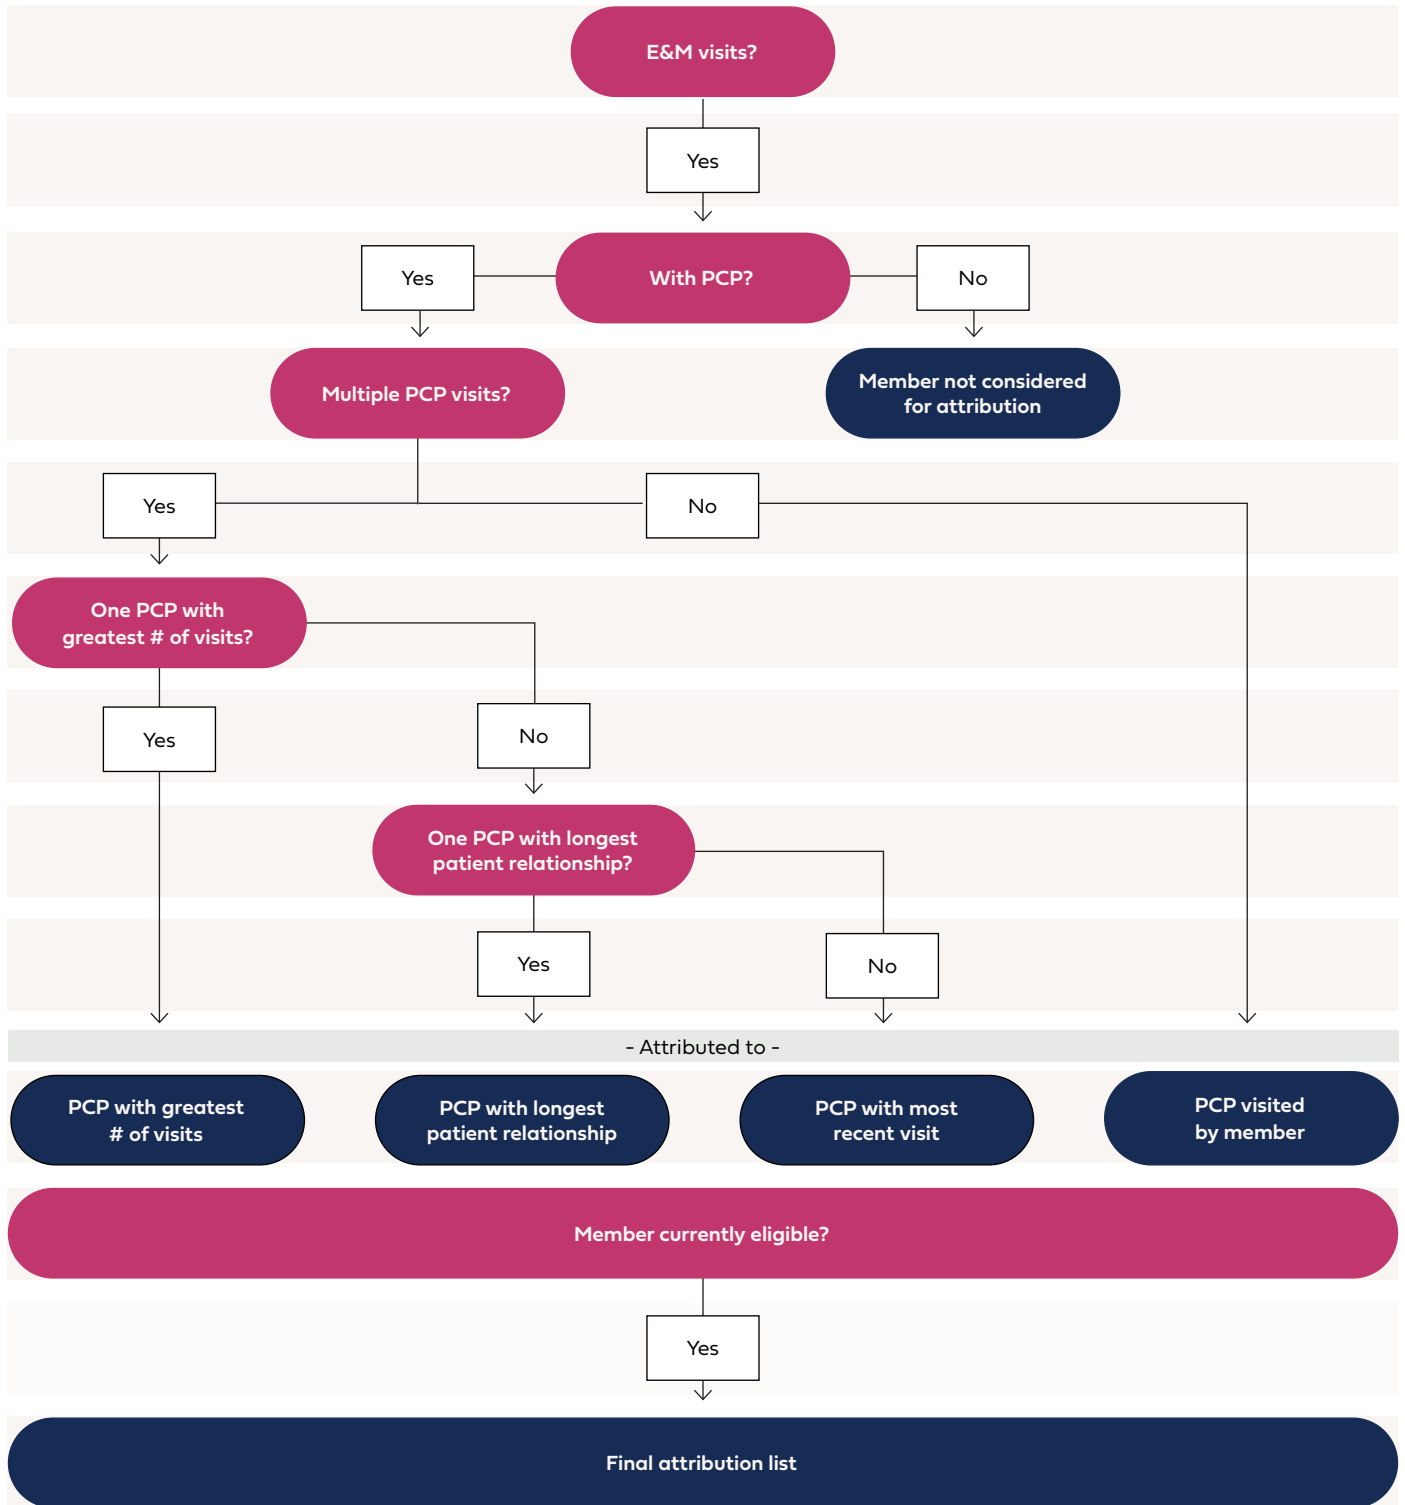 E&M visits?
Yes
Yes
With PCP?
No
Multiple PCP visits?
Member not considered
for attribution
Yes
No
One PCP with
greatest # of visits?
Yes
No
One PCP with longest
patient relationship?
Yes
No
- Attributed to -
PCP with greatest
# of visits
PCP with longest
patient relationship
PCP with most
recent visit
PCP visited
by member
Member currently eligible?
Yes
Final attribution list